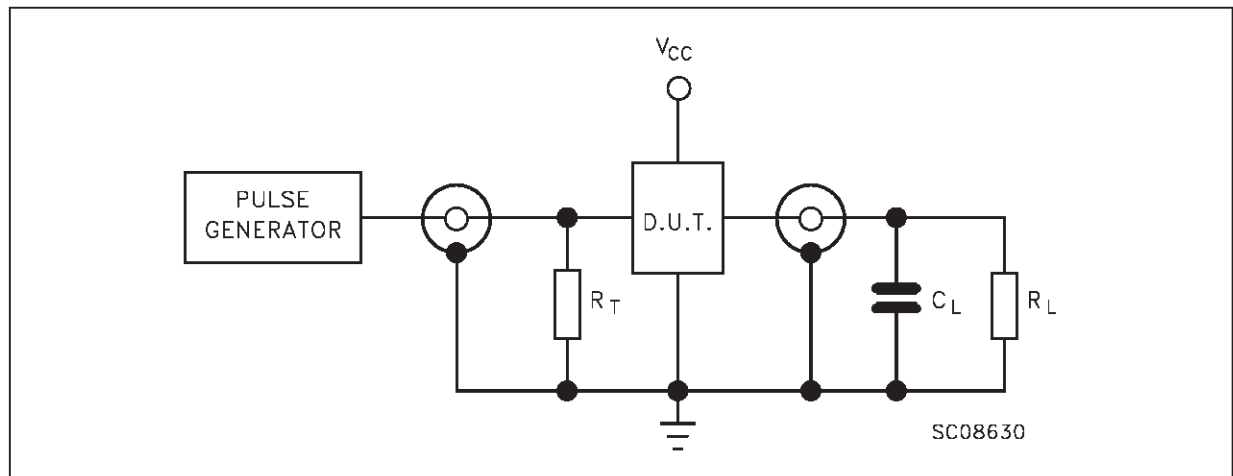 VCC
PULSE
GENERATOR
D.U.T.
RT
CL
RL
SC08630